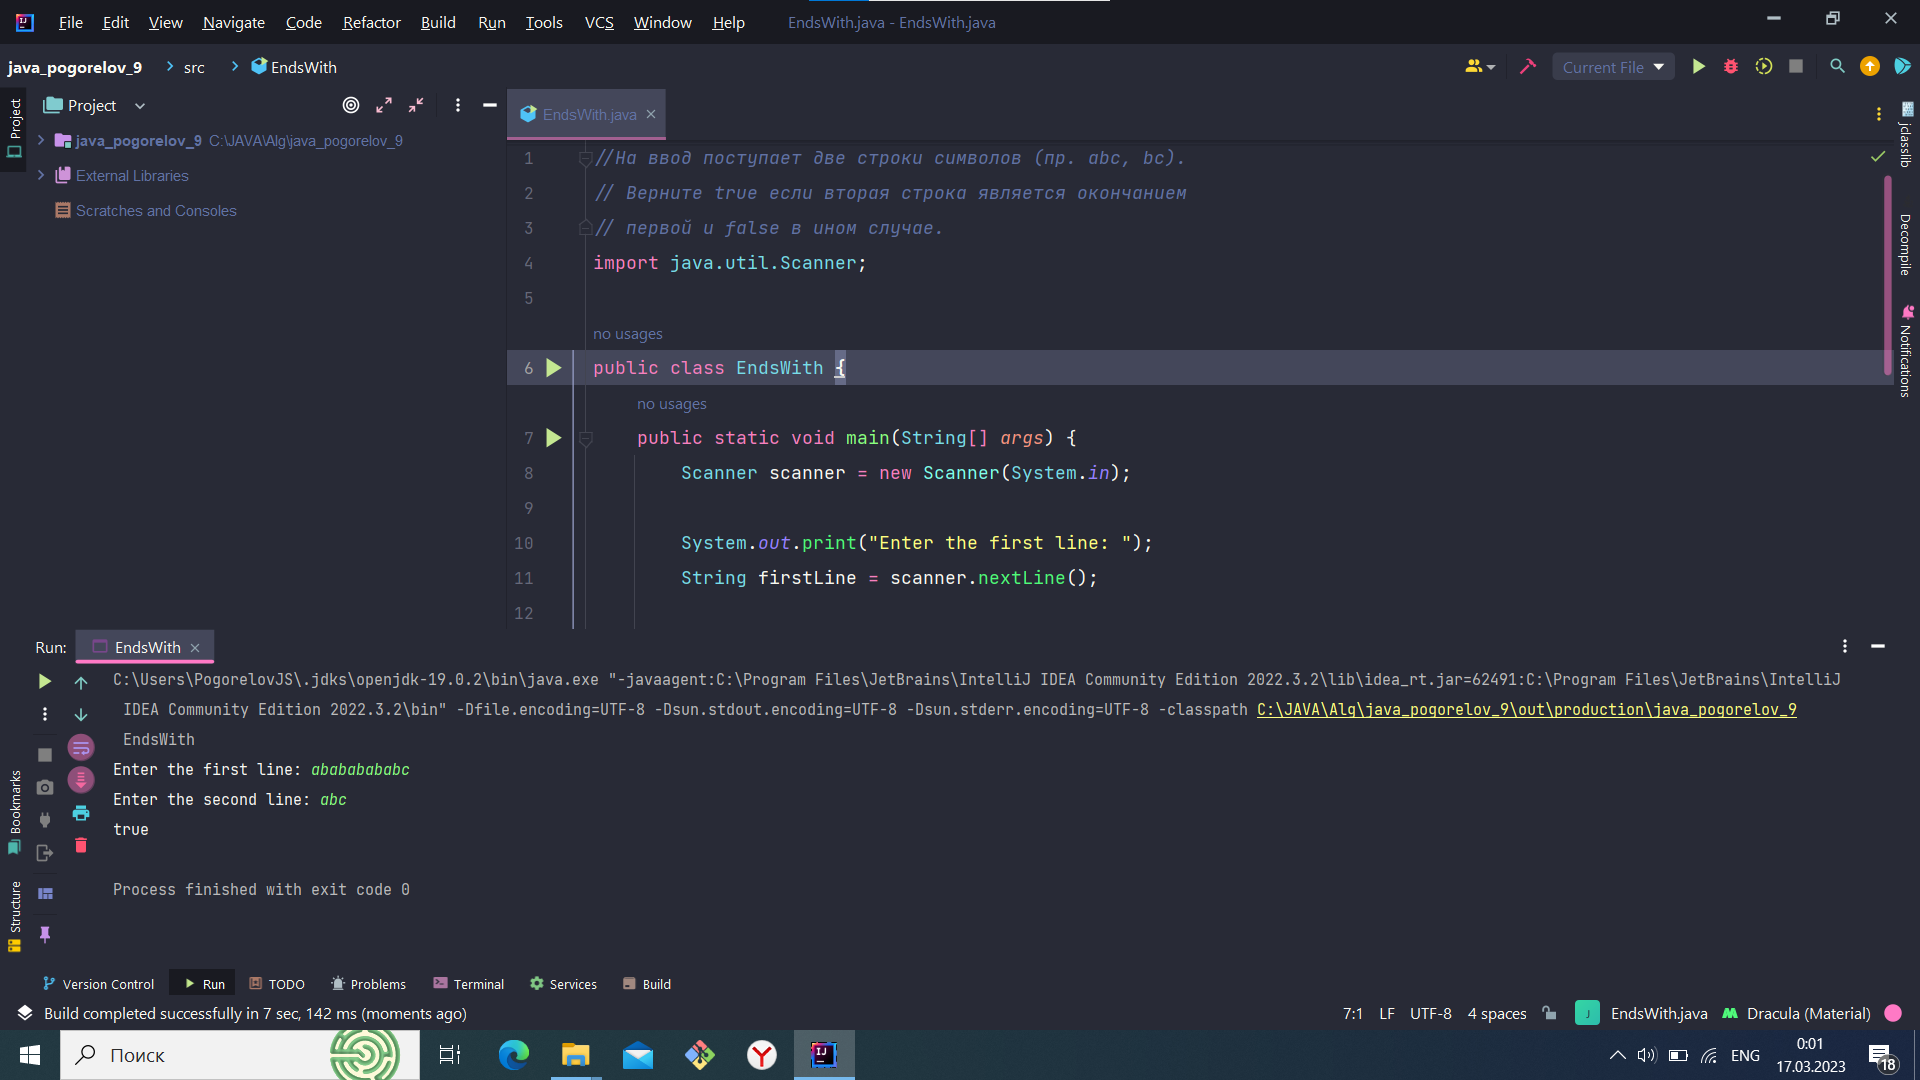 File Edit View Navigate Code Refactor Build Run Tools VCS Window Help EndsWith.java - EndsWith.java
java_pogorelov_9 src EndsWith
Current File
Project
java_pogorelov_9 C:\JAVA\Alg\java_pogorelov_9
External Libraries
Scratches and Consoles
Project
Bookmarks
Structure
EndsWith.java
1 //На ввод поступает две строки символов (пр. abc, bc).
2 // Верните true если вторая строка является окончанием
3 // первой и false в ином случае.
4 import java.util.Scanner;
5
no usages
6 public class EndsWith {
no usages
7 public static void main(String[] args) {
8 Scanner scanner = new Scanner(System.in);
9
10 System.out.print("Enter the first line: ");
11 String firstLine = scanner.nextLine();
12
jclasslib
Decompile
Notifications
Run: EndsWith
C:\Users\PogorelovJS\.jdks\openjdk-19.0.2\bin\java.exe "-javaagent:C:\Program Files\JetBrains\IntelliJ IDEA Community Edition 2022.3.2\lib\idea_rt.jar=62491:C:\Program Files\JetBrains\IntelliJ
IDEA Community Edition 2022.3.2\bin" -Dfile.encoding=UTF-8 -Dsun.stdout.encoding=UTF-8 -Dsun.stderr.encoding=UTF-8 -classpath C:\JAVA\Alg\java_pogorelov_9\out\production\java_pogorelov_9
EndsWith
Enter the first line: abababababc
Enter the second line: abc
true
Process finished with exit code 0
Version Control Run TODO Problems Terminal Services Build
Build completed successfully in 7 sec, 142 ms (moments ago)
7:1 LF UTF-8 4 spaces J EndsWith.java Dracula (Material)
Поиск
IJ
ENG
0:01
17.03.2023
18